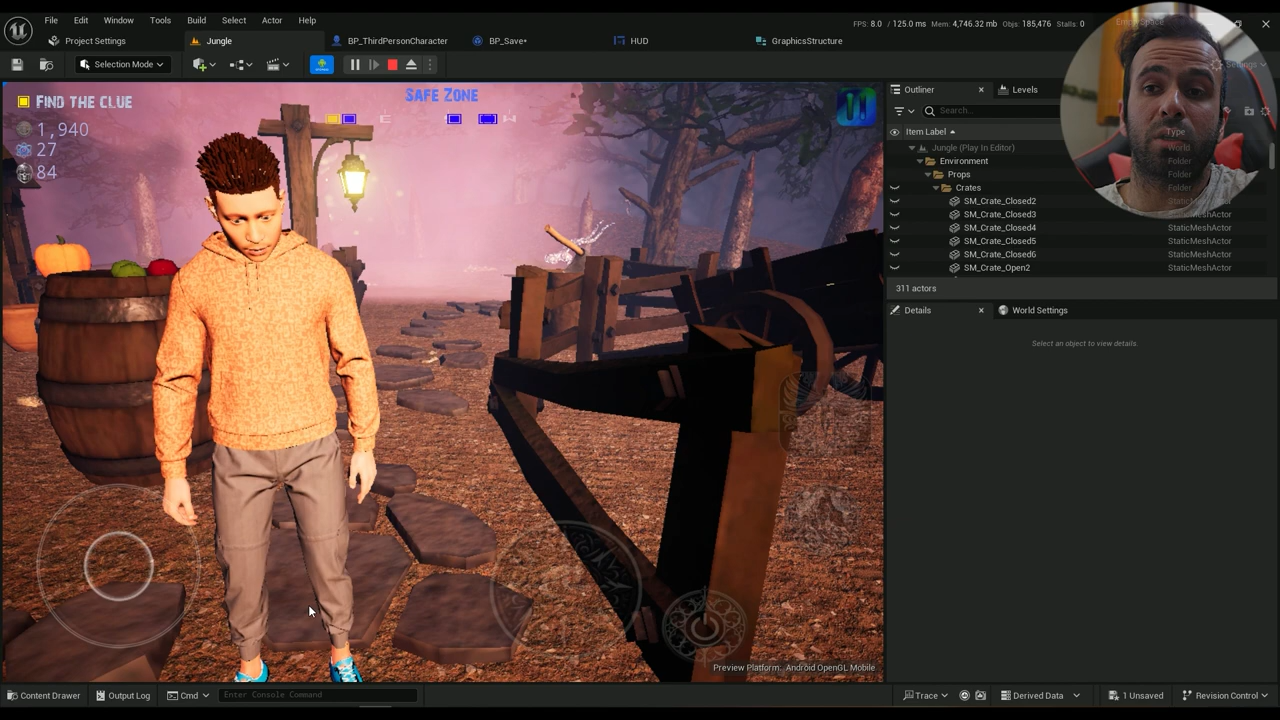 File Edit Window Tools Build Select Actor Help
FPS: 8.0 / 125.0 ms Mem: 4,746.32 mb Objs: 185,476 Stalls: 0
Project Settings
Jungle
BP_ThirdPersonCharacter
BP_Save•
HUD
GraphicsStructure
Selection Mode
Settings
FIND THE CLUE
SAFE ZONE
1,940
27
84
Outliner
Levels
Search...
Item Label
Type
Jungle (Play In Editor) World
Environment Folder
Props Folder
Crates Folder
SM_Crate_Closed2 StaticMeshActor
SM_Crate_Closed3 StaticMeshActor
SM_Crate_Closed4 StaticMeshActor
SM_Crate_Closed5 StaticMeshActor
SM_Crate_Closed6 StaticMeshActor
SM_Crate_Open2 StaticMeshActor
311 actors
Details
World Settings
Select an object to view details.
Preview Platform: Android OpenGL Mobile
Content Drawer
Output Log
Cmd
Enter Console Command
Trace
Derived Data
1 Unsaved
Revision Control